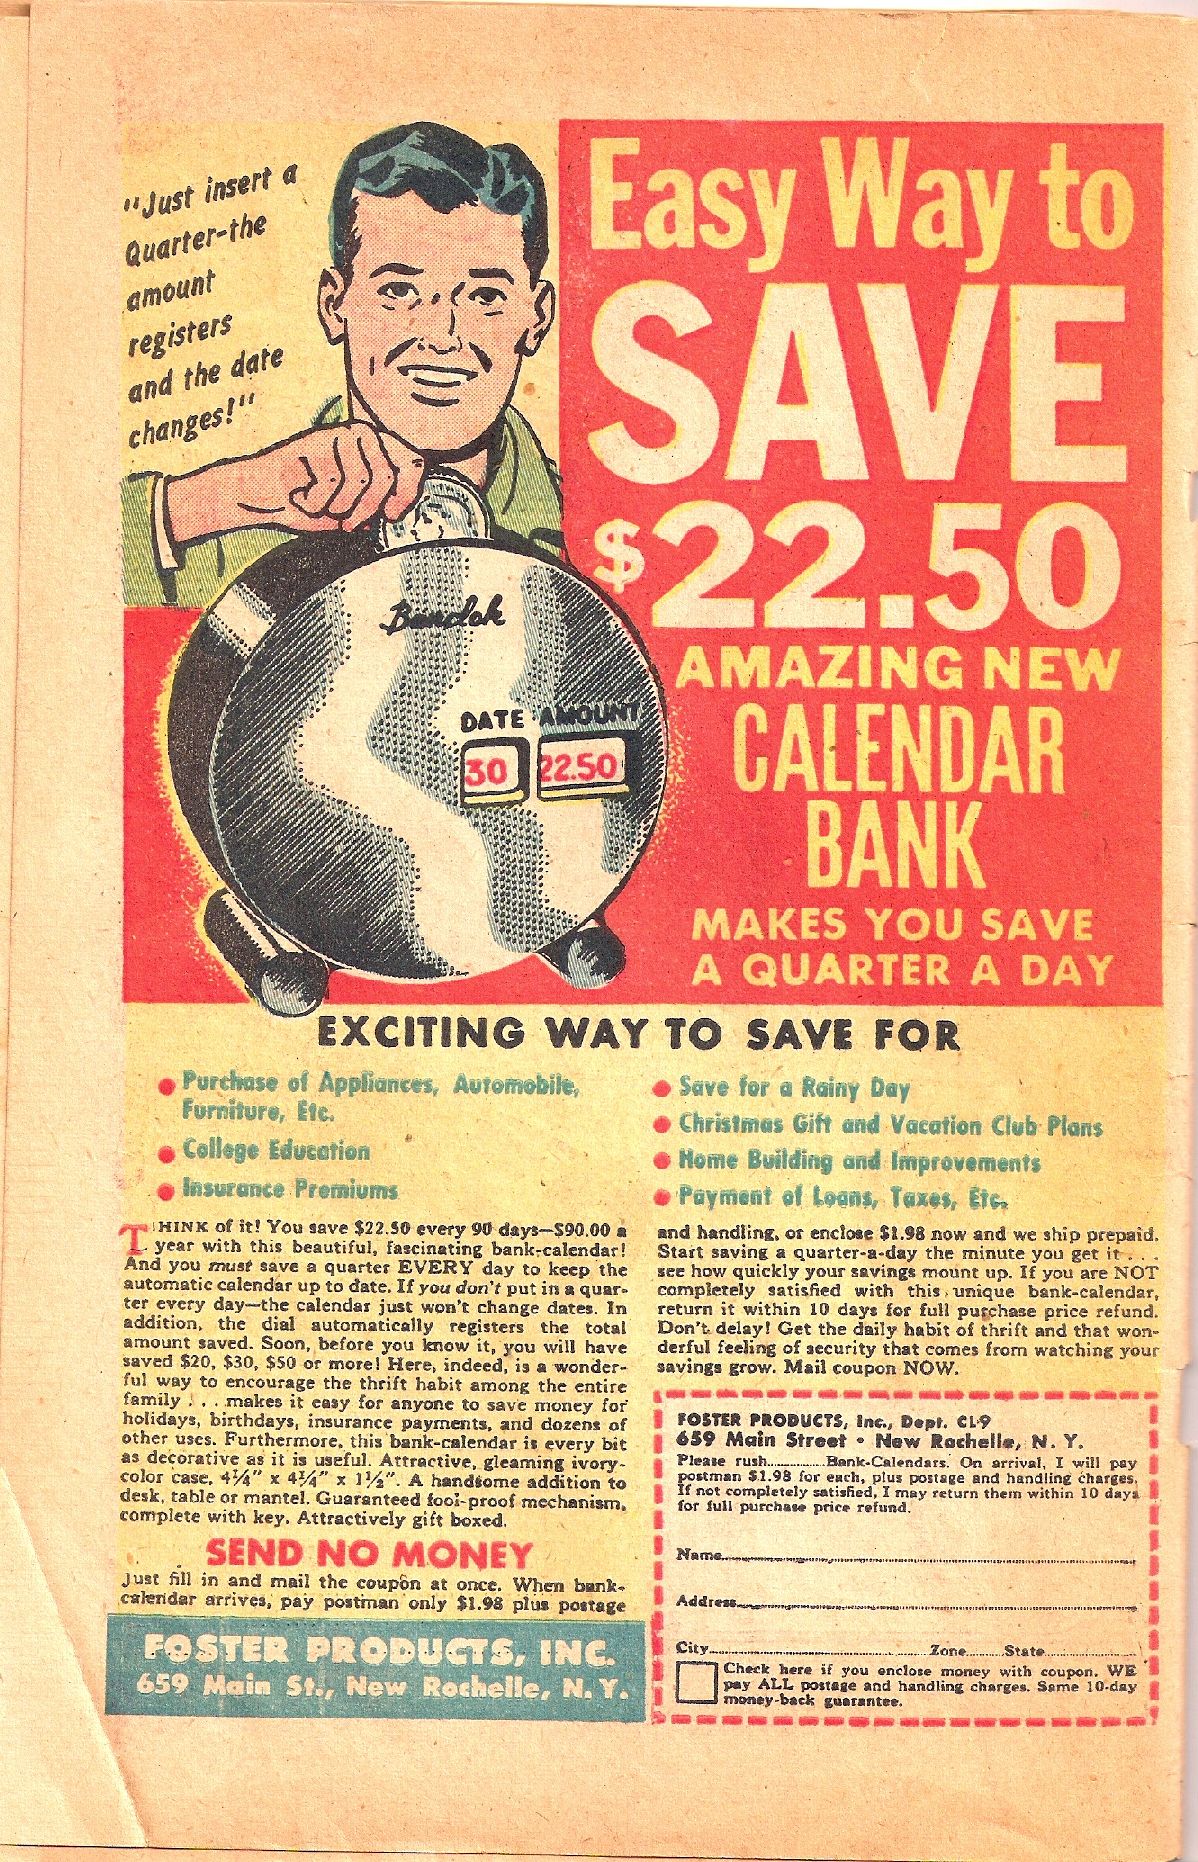 "Just insert a
Quarter-the
amount
registers
and the date
changes!"
Easy Way to
SAVE
$22.50
AMAZING NEW
CALENDAR
BANK
MAKES YOU SAVE
A QUARTER A DAY
Bandok
DATE AMOUNT
30 22.50
EXCITING WAY TO SAVE FOR
• Purchase of Appliances, Automobile,
Furniture, Etc.
• College Education
• Insurance Premiums
• Save for a Rainy Day
• Christmas Gift and Vacation Club Plans
• Home Building and Improvements
• Payment of Loans, Taxes, Etc.
THINK of it! You save $22.50 every 90 days—$90.00 a
year with this beautiful, fascinating bank-calendar!
And you must save a quarter EVERY day to keep the
automatic calendar up to date. If you don't put in a quar-
ter every day—the calendar just won't change dates. In
addition, the dial automatically registers the total
amount saved. Soon, before you know it, you will have
saved $20, $30, $50 or more! Here, indeed, is a wonder-
ful way to encourage the thrift habit among the entire
family . . . makes it easy for anyone to save money for
holidays, birthdays, insurance payments, and dozens of
other uses. Furthermore, this bank-calendar is every bit
as decorative as it is useful. Attractive, gleaming ivory-
color case, 4¼" x 4¼" x 1½". A handsome addition to
desk, table or mantel. Guaranteed fool-proof mechanism,
complete with key. Attractively gift boxed.
SEND NO MONEY
Just fill in and mail the coupon at once. When bank-
calendar arrives, pay postman only $1.98 plus postage
and handling, or enclose $1.98 now and we ship prepaid.
Start saving a quarter-a-day the minute you get it . . .
see how quickly your savings mount up. If you are NOT
completely satisfied with this unique bank-calendar,
return it within 10 days for full purchase price refund.
Don't delay! Get the daily habit of thrift and that won-
derful feeling of security that comes from watching your
savings grow. Mail coupon NOW.
FOSTER PRODUCTS, INC.
659 Main St., New Rochelle, N. Y.
FOSTER PRODUCTS, Inc., Dept. CL-9
659 Main Street • New Rochelle, N. Y.
Please rush..........Bank-Calendars. On arrival, I will pay
postman $1.98 for each, plus postage and handling charges.
If not completely satisfied, I may return them within 10 days
for full purchase price refund.
Name
Address
City Zone State
Check here if you enclose money with coupon. WE
pay ALL postage and handling charges. Same 10-day
money-back guarantee.